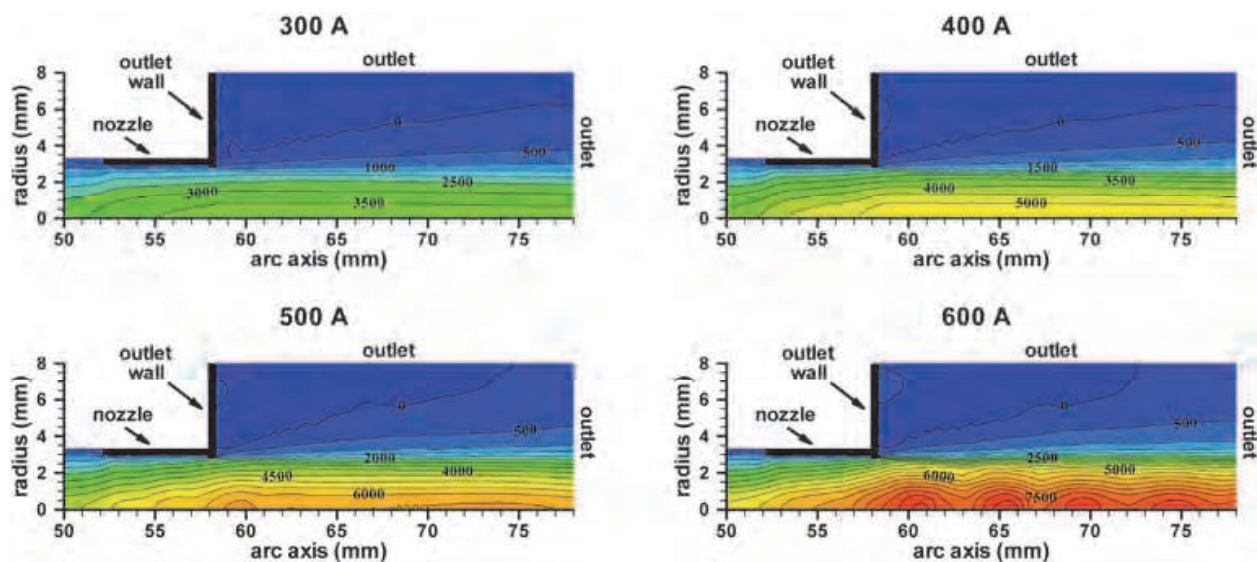 300 A
outlet
outlet
wall
nozzle
outlet
radius (mm)
8
6
4
2
0
0
500
1000
2500
3000
3500
50 55 60 65 70 75
arc axis (mm)
400 A
outlet
outlet
wall
nozzle
outlet
radius (mm)
8
6
4
2
0
0
500
1500
3500
4000
5000
50 55 60 65 70 75
arc axis (mm)
500 A
outlet
outlet
wall
nozzle
outlet
radius (mm)
8
6
4
2
0
0
500
2000
4000
4500
6000
50 55 60 65 70 75
arc axis (mm)
600 A
outlet
outlet
wall
nozzle
outlet
radius (mm)
8
6
4
2
0
0
500
2500
5000
6000
7500
50 55 60 65 70 75
arc axis (mm)